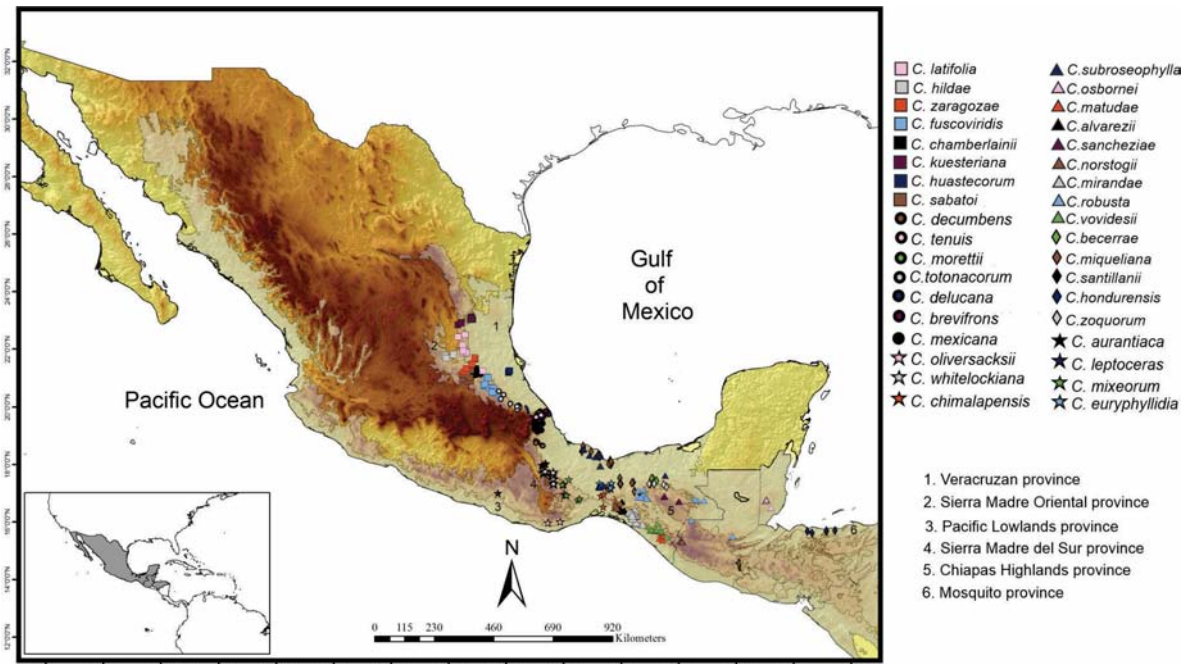 Gulf
of
Mexico
Pacific Ocean
1
2
3
4
5
6
N
0 115 230 460 690 920
Kilometers
C. latifolia
C. hildae
C. zaragozae
C. fuscoviridis
C. chamberlainii
C. kuesteriana
C. huastecorum
C. sabatoi
C. decumbens
C. tenuis
C. morettii
C.totonacorum
C. delucana
C. brevifrons
C. mexicana
C. oliversacksii
C. whitelockiana
C. chimalapensis
C.subroseophylla
C.osbornei
C.matudae
C.alvarezii
C.sancheziae
C.norstogii
C.mirandae
C.robusta
C.vovidesii
C.becerrae
C.miqueliana
C.santillanii
C.hondurensis
C.zoquorum
C. aurantiaca
C. leptoceras
C. mixeorum
C. euryphyllidia
1. Veracruzan province
2. Sierra Madre Oriental province
3. Pacific Lowlands province
4. Sierra Madre del Sur province
5. Chiapas Highlands province
6. Mosquito province